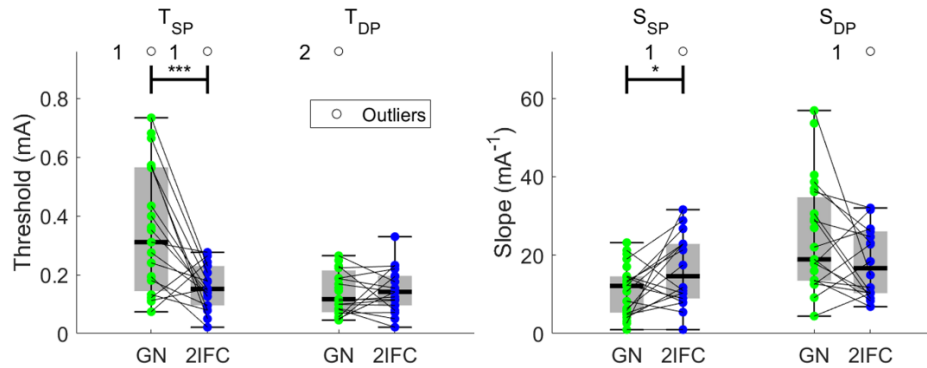 T_SP T_DP S_SP S_DP
1 1 2 1 1
*** *
Outliers
0.8 60
0.6
40
0.4
0.2 20
0 0
Threshold (mA)
Slope (mA⁻¹)
GN 2IFC GN 2IFC GN 2IFC GN 2IFC